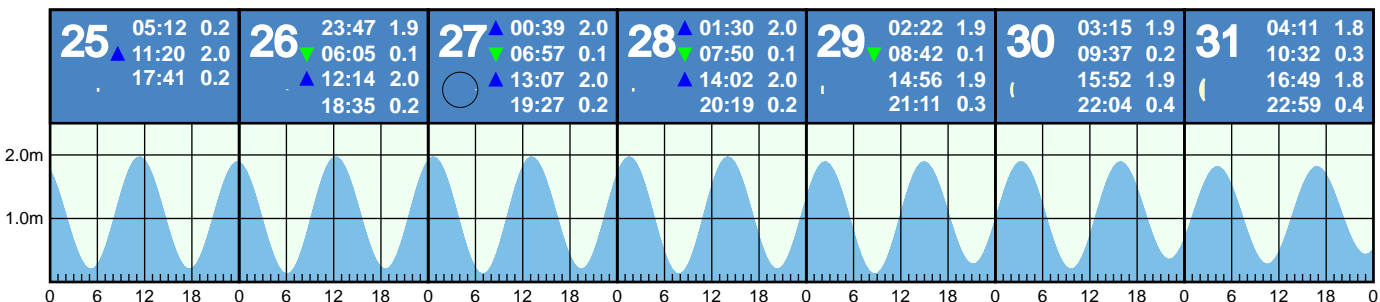 25 05:12 0.2
▲ 11:20 2.0
17:41 0.2
26 23:47 1.9
▼ 06:05 0.1
▲ 12:14 2.0
18:35 0.2
27 ▲ 00:39 2.0
▼ 06:57 0.1
▲ 13:07 2.0
19:27 0.2
28 ▲ 01:30 2.0
▼ 07:50 0.1
▲ 14:02 2.0
20:19 0.2
29 02:22 1.9
▼ 08:42 0.1
14:56 1.9
21:11 0.3
30 03:15 1.9
09:37 0.2
15:52 1.9
22:04 0.4
31 04:11 1.8
10:32 0.3
16:49 1.8
22:59 0.4
2.0m
1.0m
0 6 12 18 0 6 12 18 0 6 12 18 0 6 12 18 0 6 12 18 0 6 12 18 0 6 12 18 0